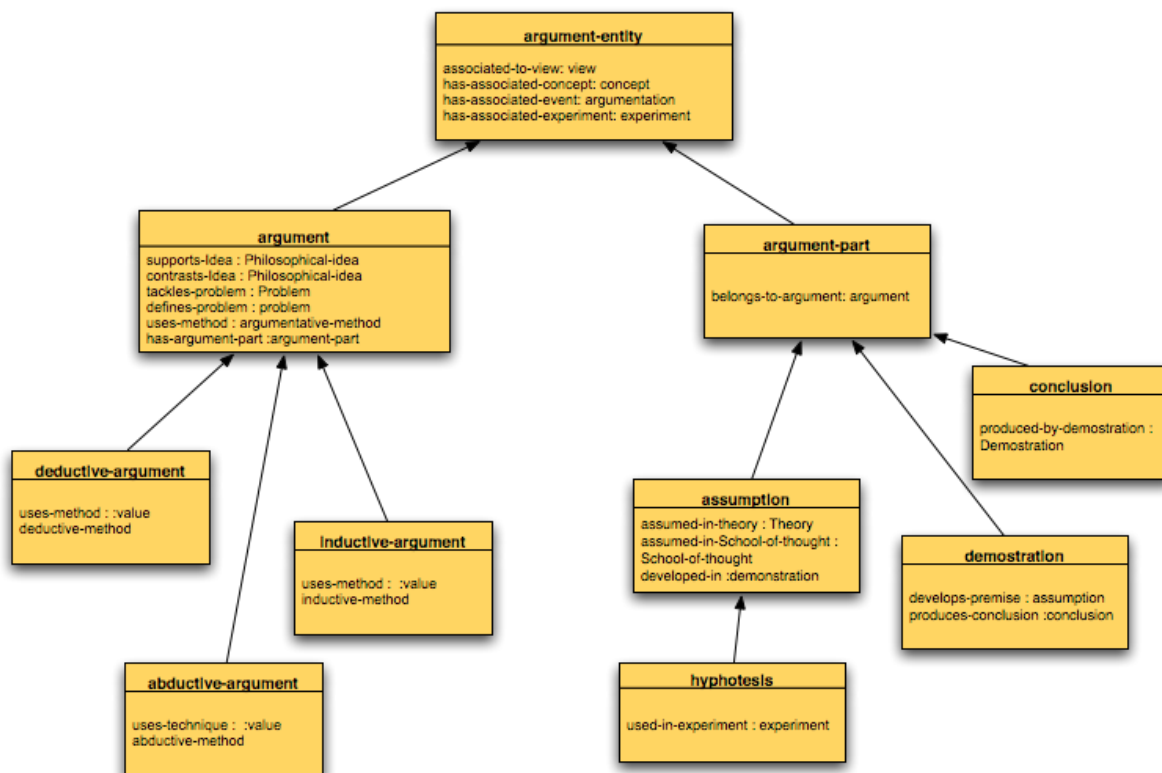 argument-entity
associated-to-view: view
has-associated-concept: concept
has-associated-event: argumentation
has-associated-experiment: experiment
argument
supports-Idea : Philosophical-idea
contrasts-Idea : Philosophical-idea
tackles-problem : Problem
defines-problem : problem
uses-method : argumentative-method
has-argument-part :argument-part
argument-part
belongs-to-argument: argument
conclusion
produced-by-demostration :
Demostration
deductive-argument
uses-method : :value
deductive-method
assumption
assumed-in-theory : Theory
assumed-in-School-of-thought :
School-of-thought
developed-in :demonstration
inductive-argument
uses-method : :value
inductive-method
demostration
develops-premise : assumption
produces-conclusion :conclusion
abductive-argument
uses-technique : :value
abductive-method
hyphotesis
used-in-experiment : experiment